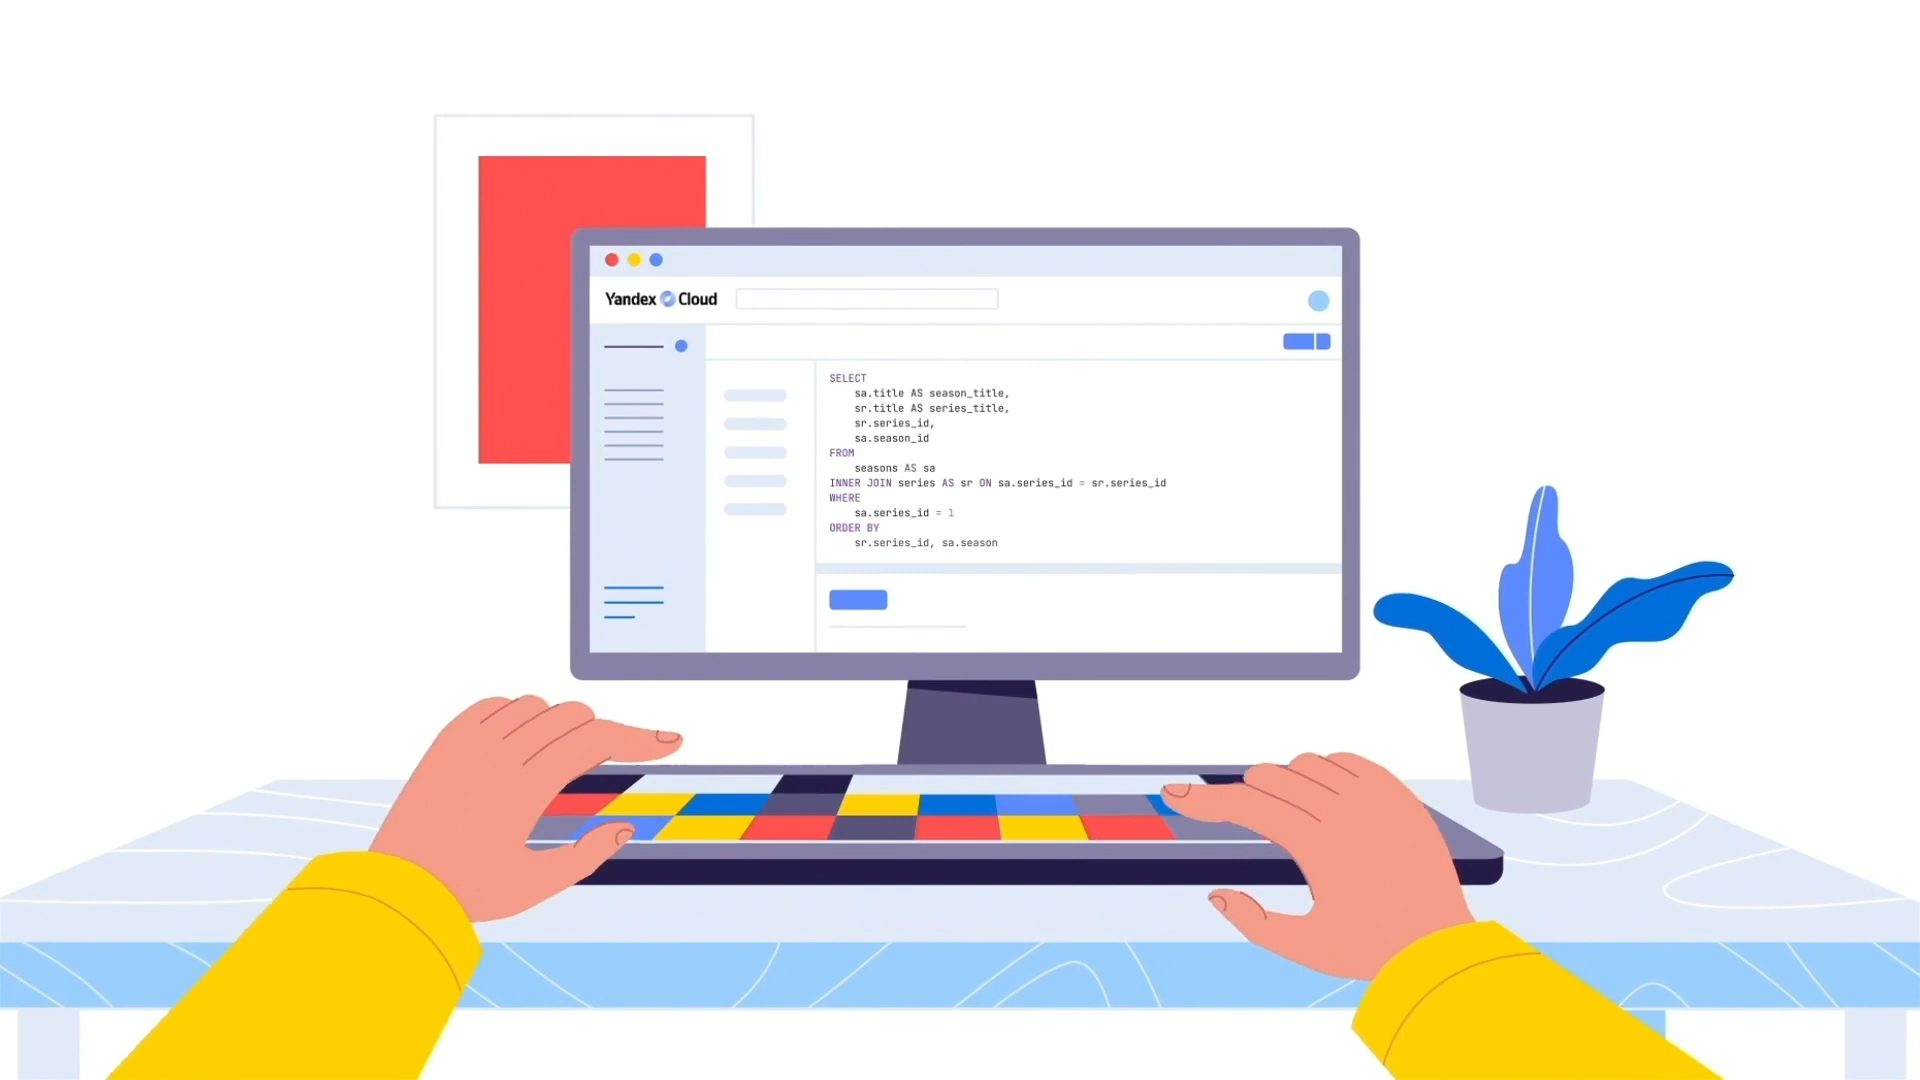 Yandex Cloud
SELECT
sa.title AS season_title,
sr.title AS series_title,
sr.series_id,
sa.season_id
FROM
seasons AS sa
INNER JOIN series AS sr ON sa.series_id = sr.series_id
WHERE
sa.series_id = 1
ORDER BY
sr.series_id, sa.season